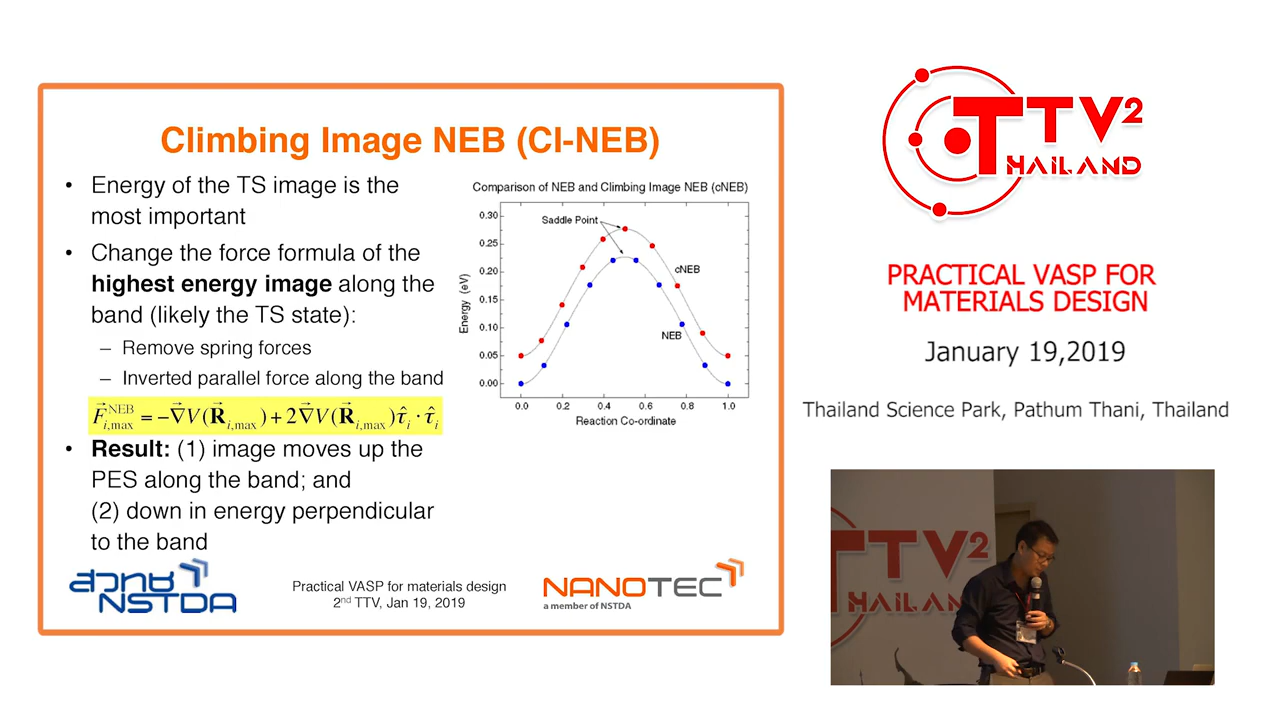 Climbing Image NEB (CI-NEB)
• Energy of the TS image is the
most important
• Change the force formula of the
highest energy image along the
band (likely the TS state):
– Remove spring forces
– Inverted parallel force along the band
F⃗ᵢ,ₘₐₓᴺᴱᴮ = −∇⃗V(R⃗ᵢ,ₘₐₓ) + 2∇⃗V(R⃗ᵢ,ₘₐₓ)τ̂ᵢ · τ̂ᵢ
• Result: (1) image moves up the
PES along the band; and
(2) down in energy perpendicular
to the band
Comparison of NEB and Climbing Image NEB (cNEB)
Saddle Point
cNEB
NEB
Energy (eV)
0.30
0.25
0.20
0.15
0.10
0.05
0.00
0.0 0.2 0.4 0.6 0.8 1.0
Reaction Co-ordinate
สวทช
NSTDA
Practical VASP for materials design
2nd TTV, Jan 19, 2019
NANOTEC
a member of NSTDA
TTV2
THAILAND
PRACTICAL VASP FOR
MATERIALS DESIGN
January 19,2019
Thailand Science Park, Pathum Thani, Thailand
TTV2
HAILAN